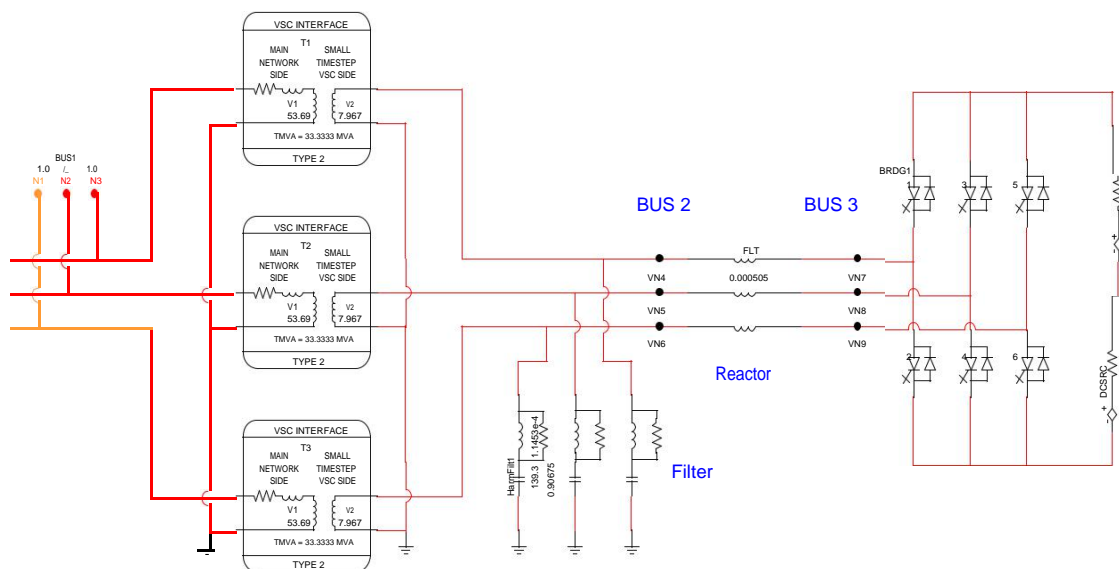 VSC INTERFACE
T1
MAIN NETWORK SIDE
SMALL TIMESTEP VSC SIDE
V1
53.69
V2
7.967
TMVA = 33.3333 MVA
TYPE 2
BUS1
1.0
/_
1.0
N1
N2
N3
VSC INTERFACE
T2
MAIN NETWORK SIDE
SMALL TIMESTEP VSC SIDE
V1
53.69
V2
7.967
TMVA = 33.3333 MVA
TYPE 2
VSC INTERFACE
T3
MAIN NETWORK SIDE
SMALL TIMESTEP VSC SIDE
V1
53.69
V2
7.967
TMVA = 33.3333 MVA
TYPE 2
BUS 2
BUS 3
FLT
VN4
0.000505
VN7
VN5
VN8
VN6
VN9
Reactor
HarmFilt1
139.3
1.1453e-4
0.90675
Filter
BRDG1
1
3
5
2
4
6
- +
- + DCSRC